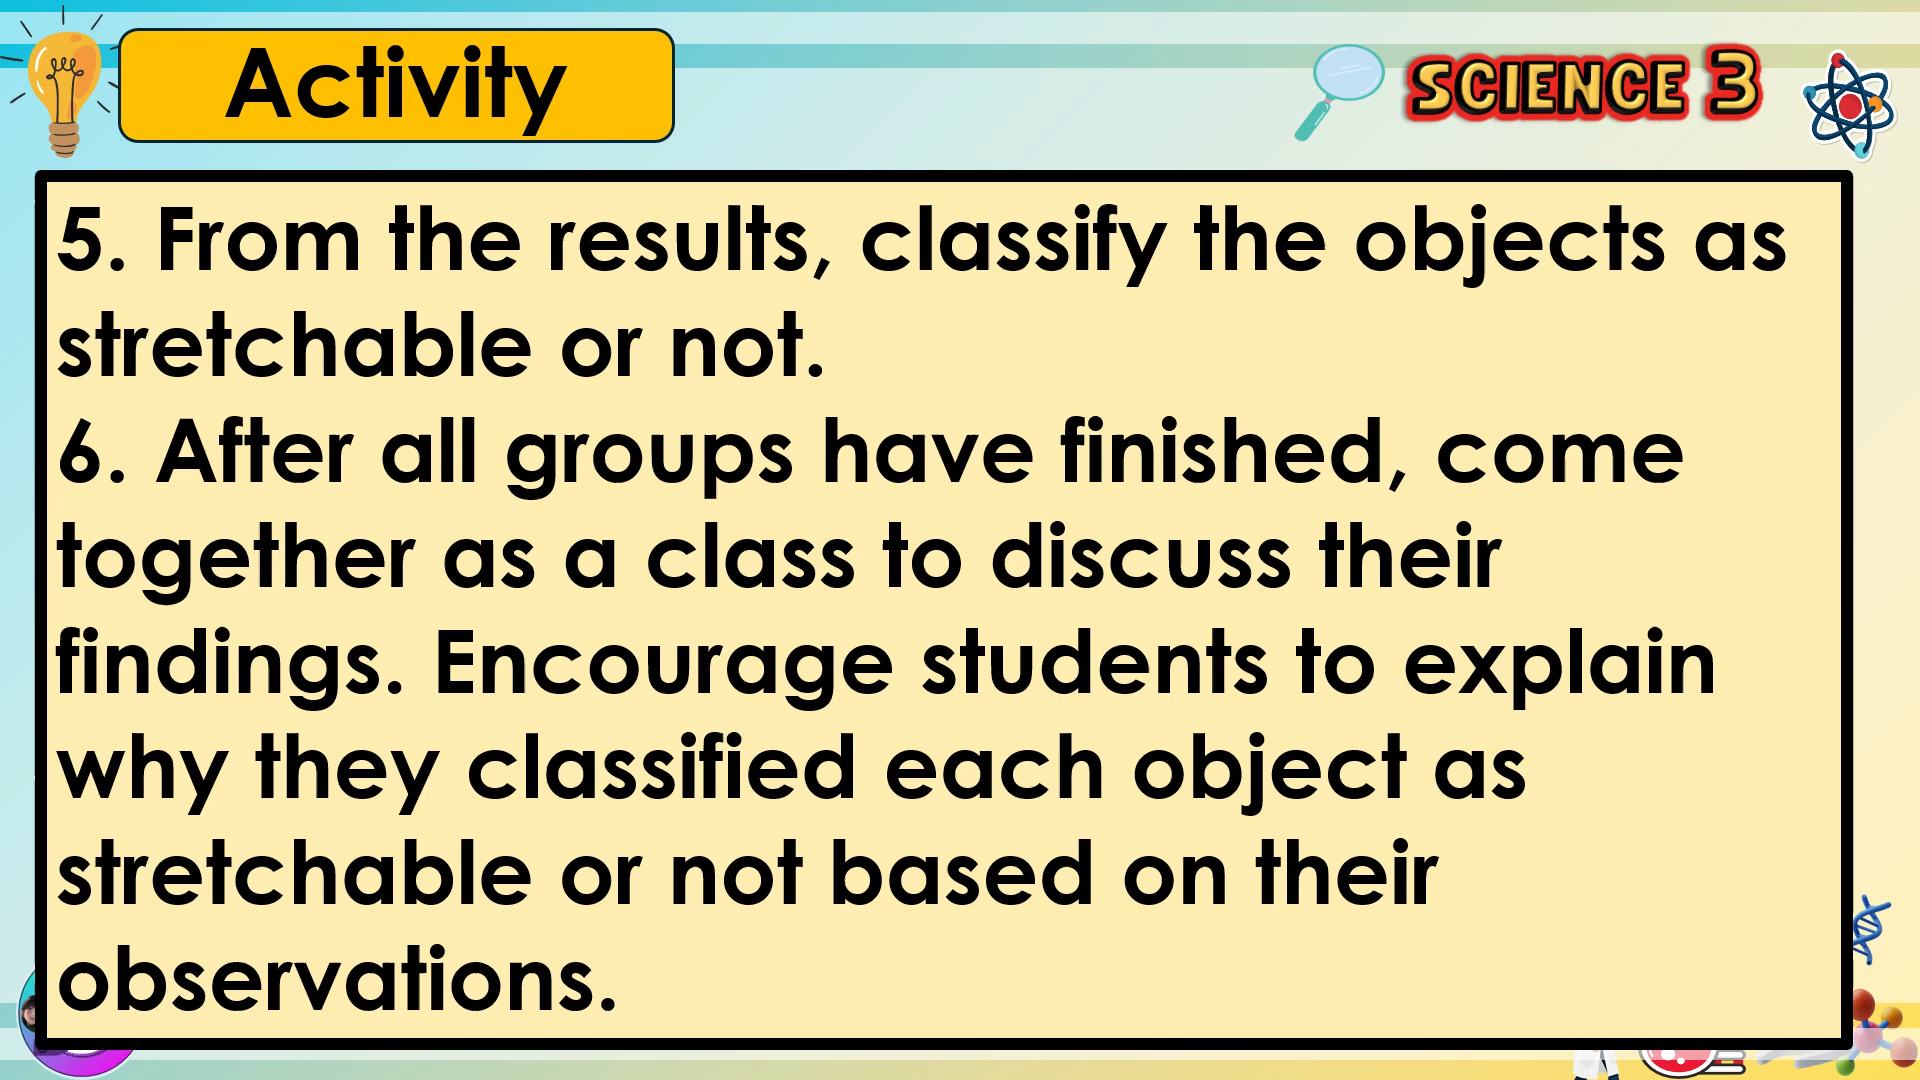 Activity
SCIENCE 3
5. From the results, classify the objects as
stretchable or not.
6. After all groups have finished, come
together as a class to discuss their
findings. Encourage students to explain
why they classified each object as
stretchable or not based on their
observations.